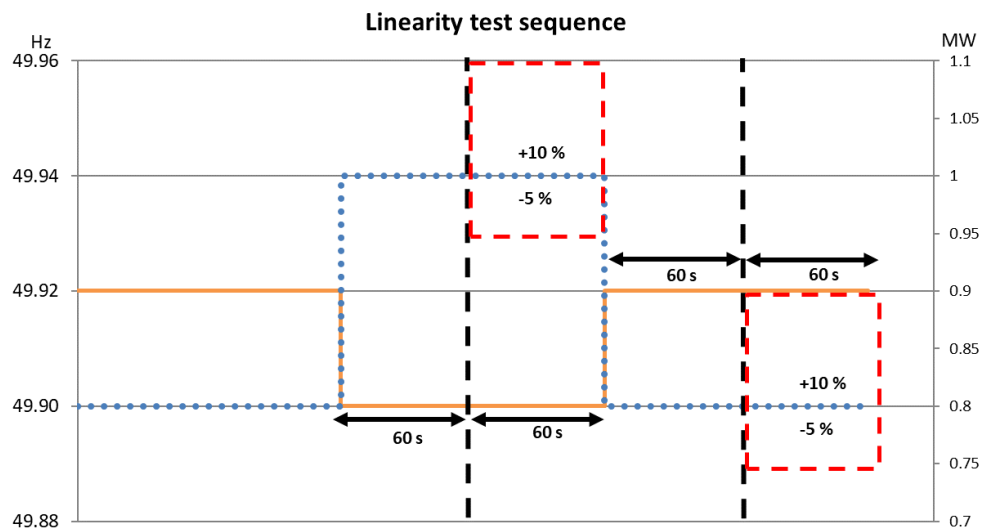 Linearity test sequence
Hz
MW
49.96
1.1
1.05
+10 %
49.94
1
-5 %
0.95
60 s
60 s
49.92
0.9
0.85
+10 %
49.90
0.8
-5 %
60 s
60 s
0.75
49.88
0.7